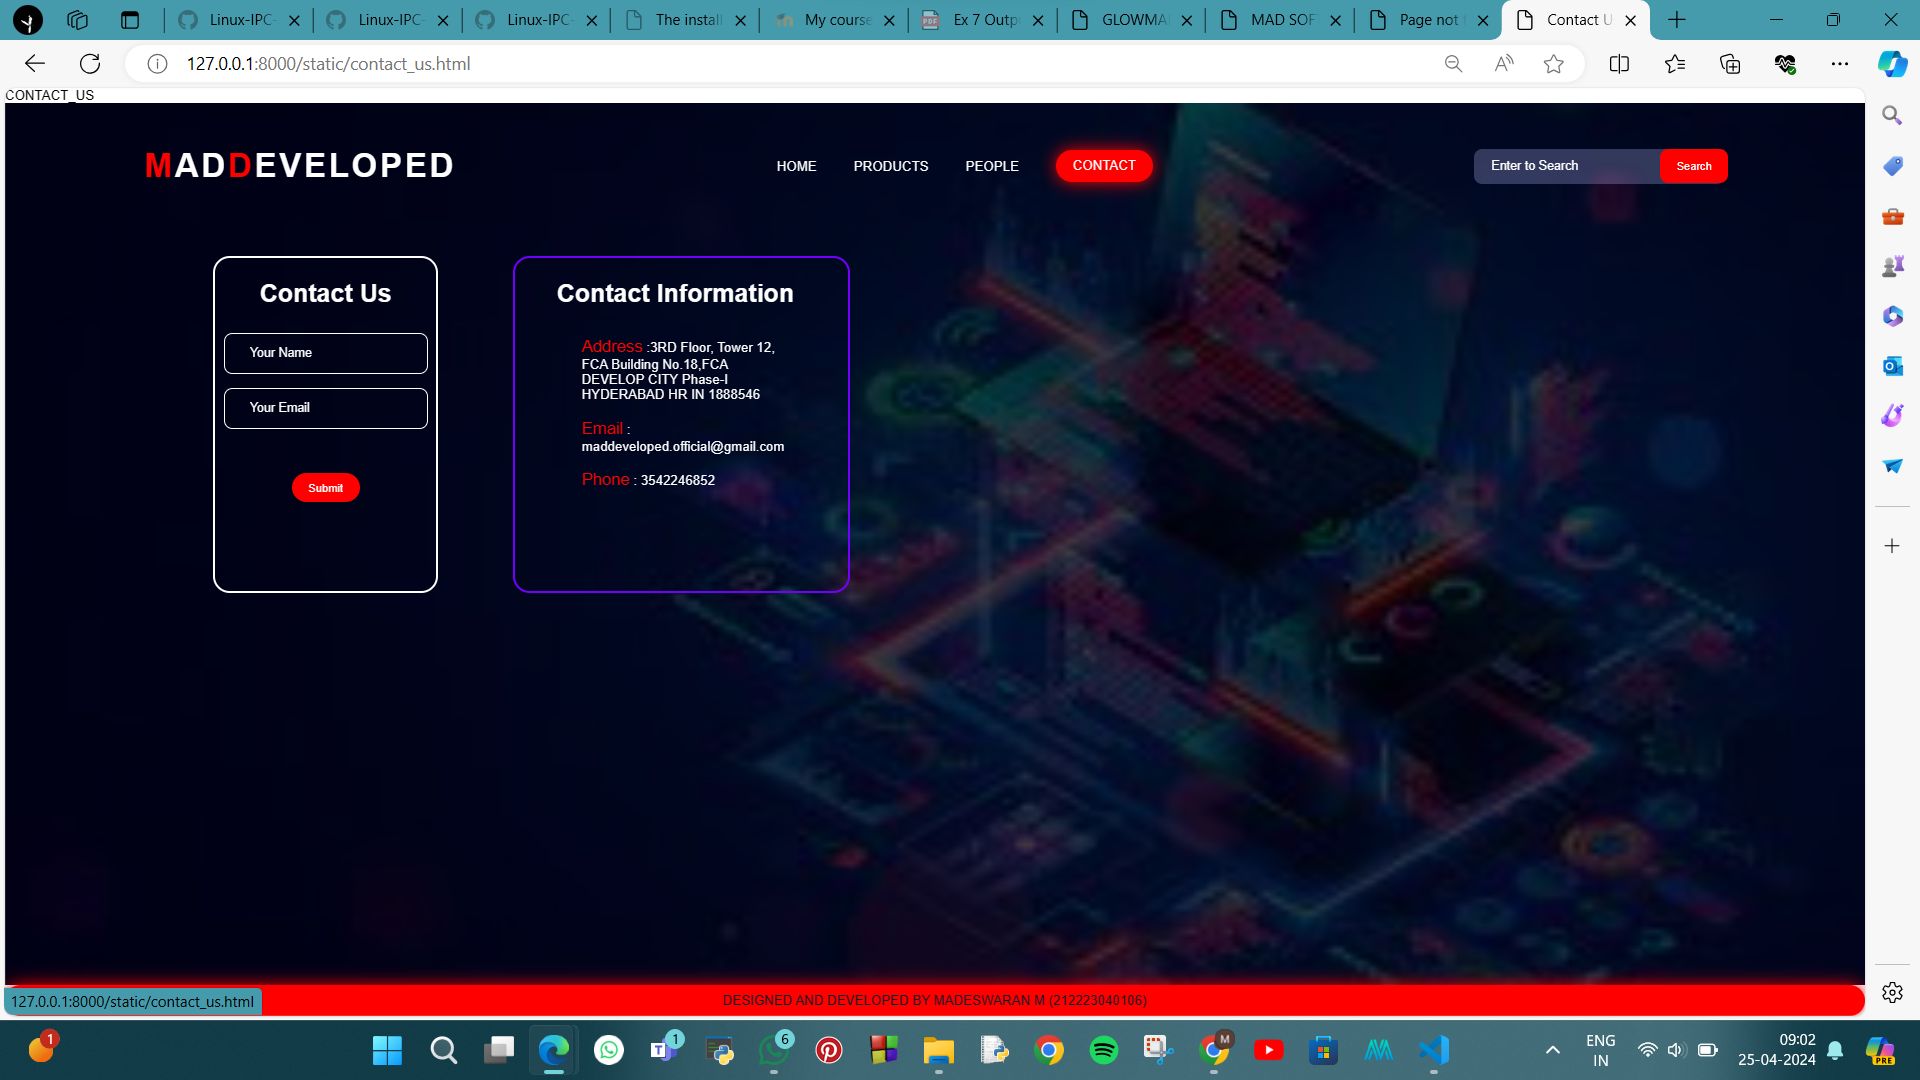 Linux-IPC-
Linux-IPC-
Linux-IPC-
The install
My course
PDF
Ex 7 Outp
GLOWMA
MAD SOF
Page not f
Contact U
127.0.0.1:8000/static/contact_us.html
CONTACT_US
MADDEVELOPED
HOME
PRODUCTS
PEOPLE
CONTACT
Enter to Search
Search
Contact Us
Your Name
Your Email
Submit
Contact Information
Address :3RD Floor, Tower 12,
FCA Building No.18,FCA
DEVELOP CITY Phase-I
HYDERABAD HR IN 1888546
Email :
maddeveloped.official@gmail.com
Phone : 3542246852
127.0.0.1:8000/static/contact_us.html
DESIGNED AND DEVELOPED BY MADESWARAN M (212223040106)
1
1
6
M
ENG
IN
09:02
25-04-2024
PRE